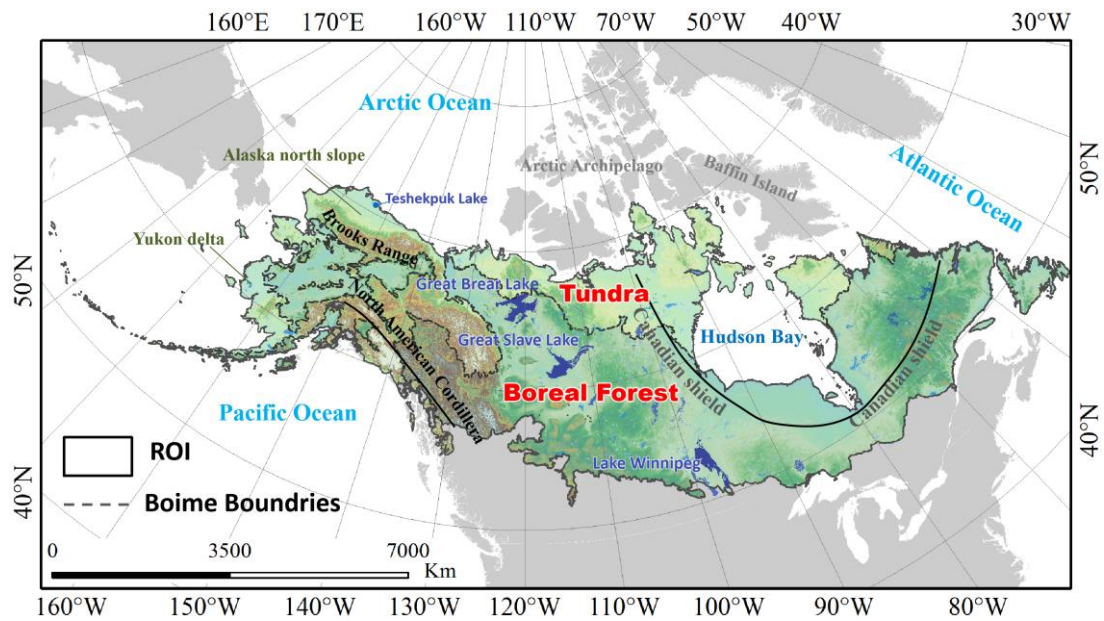 160°E 170°E 160°W 110°W 70°W 50°W 40°W 30°W
Arctic Ocean
Alaska north slope
Arctic Archipelago
Baffin Island
Atlantic Ocean
50°N
Teshekpuk Lake
Yukon delta
Brooks Range
50°N
Great Brear Lake
Tundra
North American Cordillera
Great Slave Lake
Canadian shield
Hudson Bay
Canadian shield
Boreal Forest
Pacific Ocean
ROI
Lake Winnipeg
40°N
40°N
Boime Boundries
0 3500 7000
Km
160°W 150°W 140°W 130°W 120°W 110°W 100°W 90°W 80°W